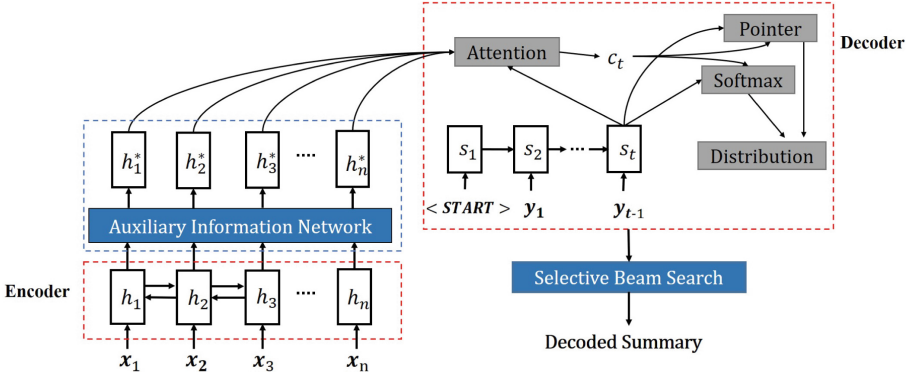 Pointer
Decoder
Attention
c_t
Softmax
h_1^* h_2^* h_3^* .... h_n^*
s_1 s_2 ... s_t
Distribution
< START > y_1 y_{t-1}
Auxiliary Information Network
Encoder
h_1 h_2 h_3 .... h_n
Selective Beam Search
x_1 x_2 x_3 x_n
Decoded Summary